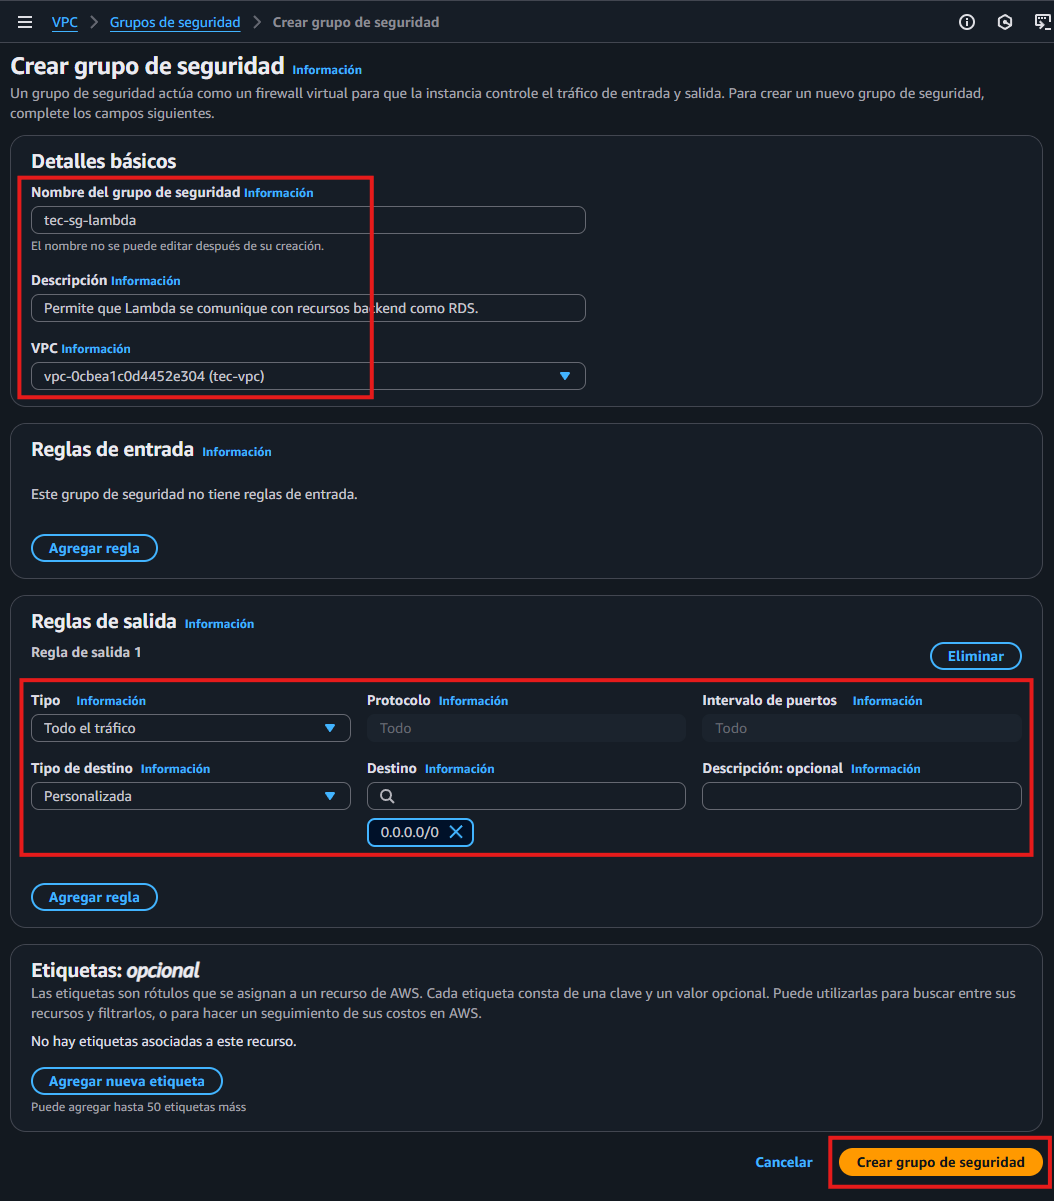 VPC > Grupos de seguridad > Crear grupo de seguridad
Crear grupo de seguridad Información
Un grupo de seguridad actúa como un firewall virtual para que la instancia controle el tráfico de entrada y salida. Para crear un nuevo grupo de seguridad,
complete los campos siguientes.
Detalles básicos
Nombre del grupo de seguridad Información
tec-sg-lambda
El nombre no se puede editar después de su creación.
Descripción Información
Permite que Lambda se comunique con recursos backend como RDS.
VPC Información
vpc-0cbea1c0d4452e304 (tec-vpc)
Reglas de entrada Información
Este grupo de seguridad no tiene reglas de entrada.
Agregar regla
Reglas de salida Información
Regla de salida 1
Eliminar
Tipo Información Protocolo Información Intervalo de puertos Información
Todo el tráfico Todo Todo
Tipo de destino Información Destino Información Descripción: opcional Información
Personalizada
0.0.0.0/0
Agregar regla
Etiquetas: opcional
Las etiquetas son rótulos que se asignan a un recurso de AWS. Cada etiqueta consta de una clave y un valor opcional. Puede utilizarlas para buscar entre sus
recursos y filtrarlos, o para hacer un seguimiento de sus costos en AWS.
No hay etiquetas asociadas a este recurso.
Agregar nueva etiqueta
Puede agregar hasta 50 etiquetas máss
Cancelar Crear grupo de seguridad